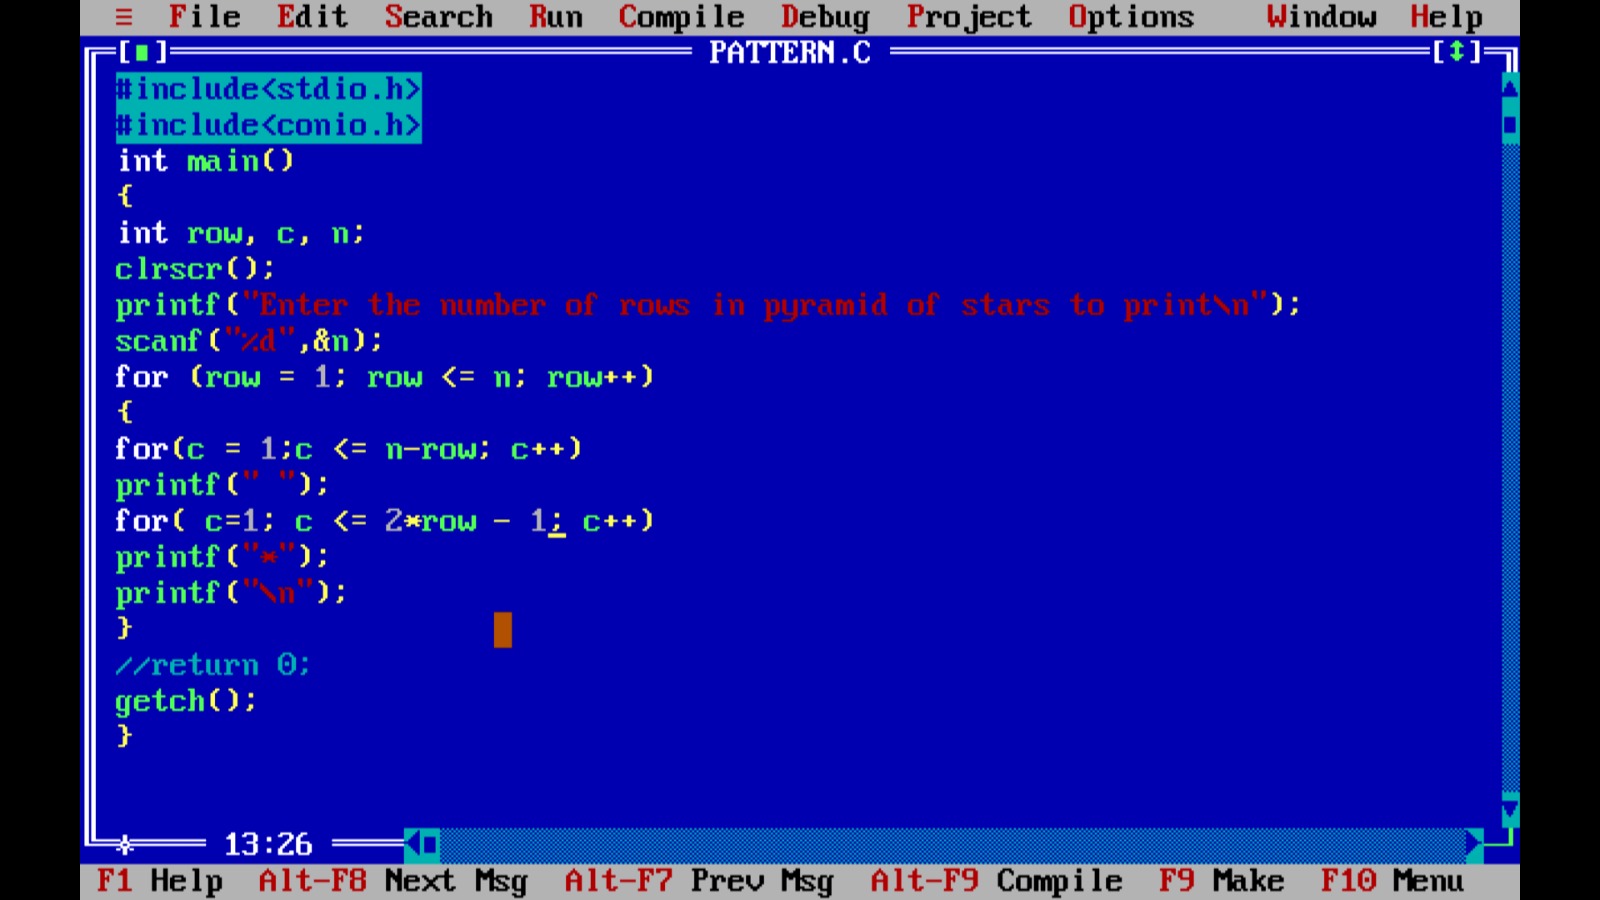 ≡ File Edit Search Run Compile Debug Project Options Window Help
[■] PATTERN.C [↕]
#include<stdio.h>
#include<conio.h>
int main()
{
int row, c, n;
clrscr();
printf("Enter the number of rows in pyramid of stars to print\n");
scanf("%d",&n);
for (row = 1; row <= n; row++)
{
for(c = 1;c <= n-row; c++)
printf(" ");
for( c=1; c <= 2*row - 1; c++)
printf("*");
printf("\n");
}
//return 0;
getch();
}
13:26
F1 Help Alt-F8 Next Msg Alt-F7 Prev Msg Alt-F9 Compile F9 Make F10 Menu